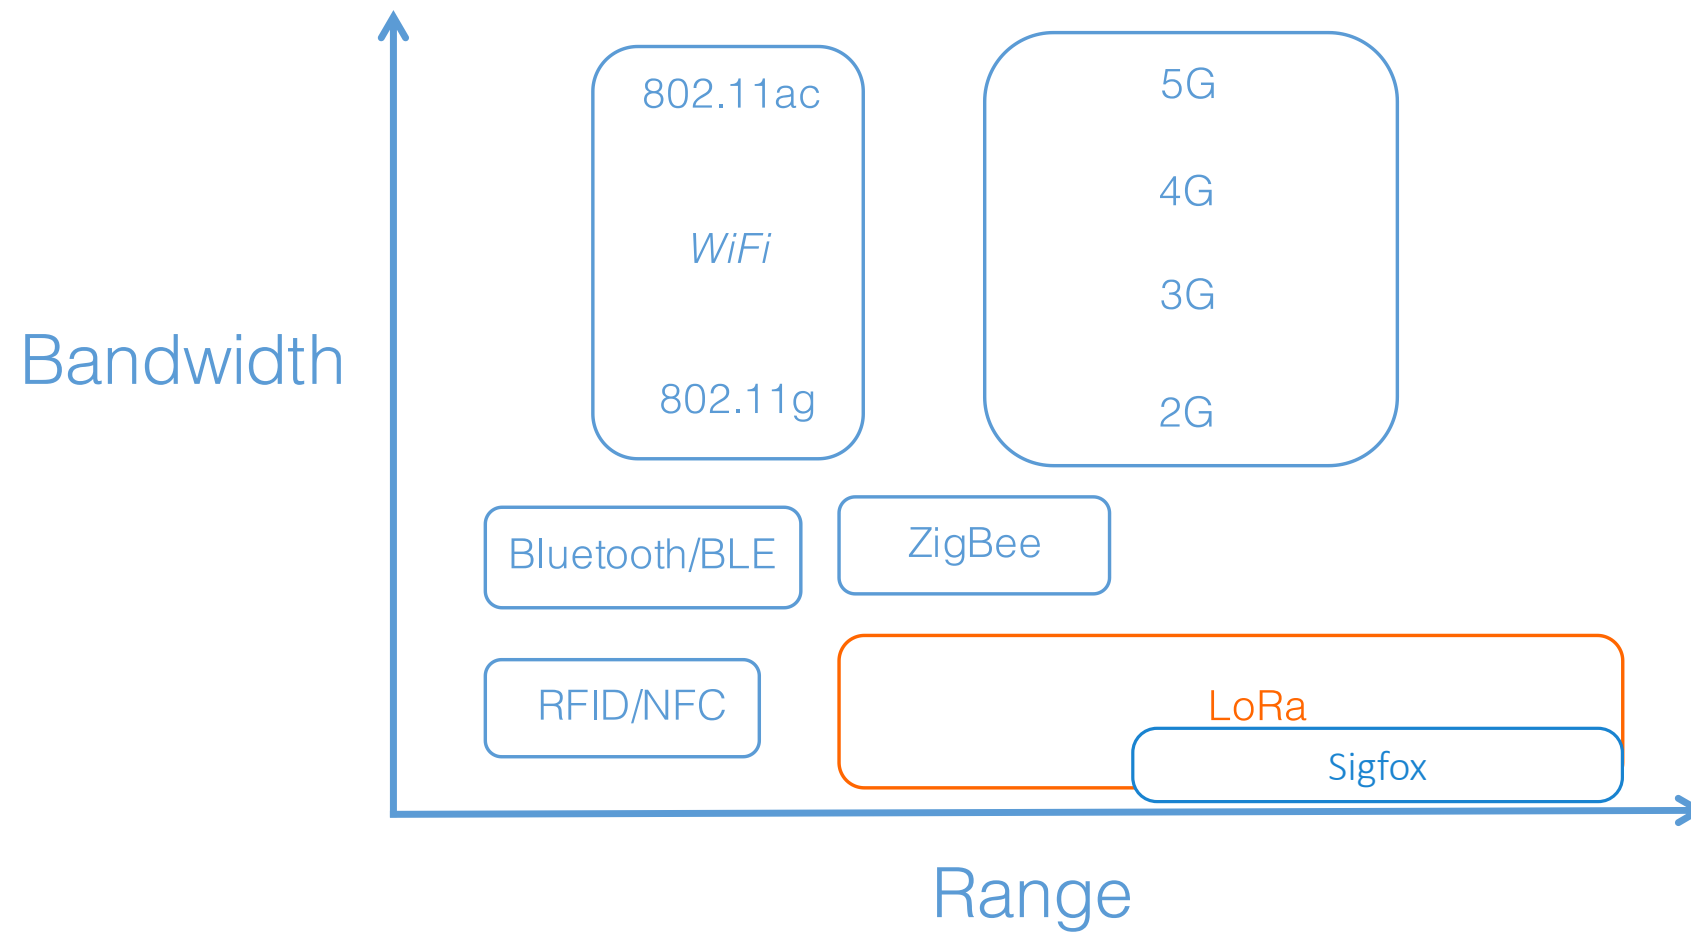 802.11ac
WiFi
802.11g
5G
4G
3G
2G
Bandwidth
Bluetooth/BLE
ZigBee
RFID/NFC
LoRa
Sigfox
Range